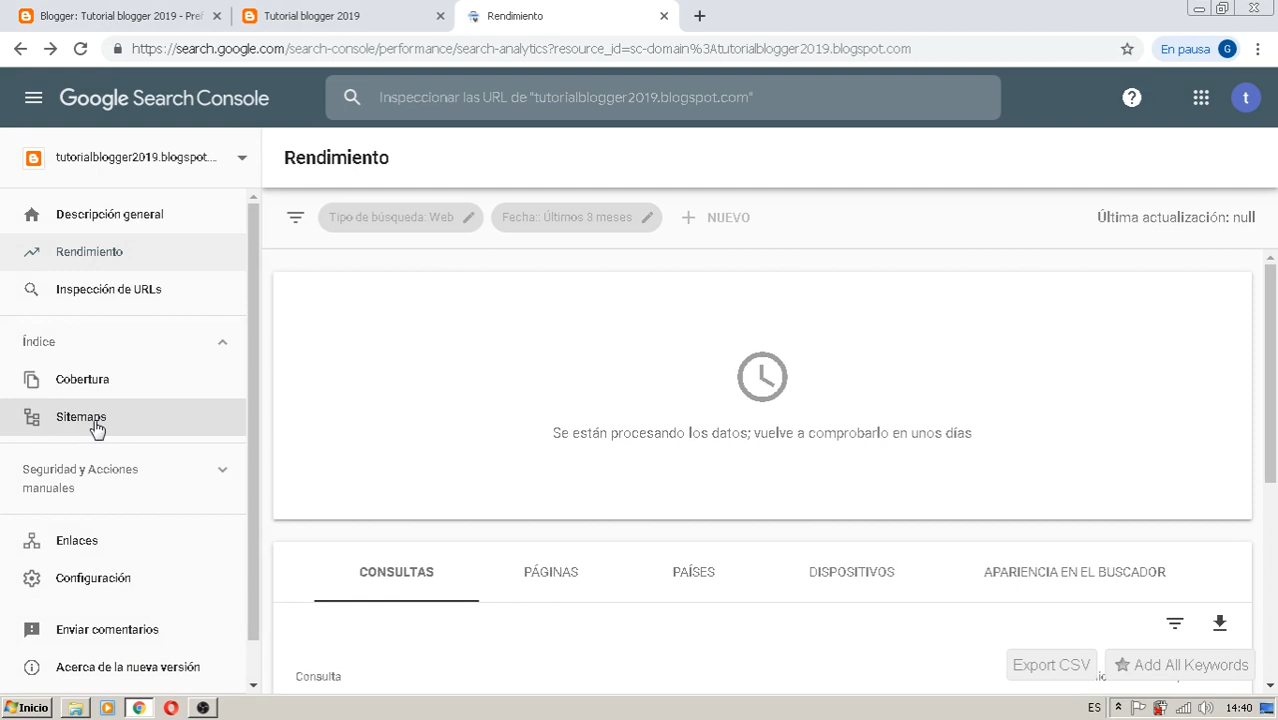 Blogger: Tutorial blogger 2019 - Pref
Tutorial blogger 2019
Rendimiento
https://search.google.com/search-console/performance/search-analytics?resource_id=sc-domain%3Atutorialblogger2019.blogspot.com
En pausa G
Google Search Console
Inspeccionar las URL de "tutorialblogger2019.blogspot.com"
t
tutorialblogger2019.blogspot....
Rendimiento
Descripción general
Tipo de búsqueda: Web
Fecha:: Últimos 3 meses
NUEVO
Última actualización: null
Rendimiento
Inspección de URLs
Índice
Cobertura
Sitemaps
Se están procesando los datos; vuelve a comprobarlo en unos días
Seguridad y Acciones
manuales
Enlaces
Configuración
CONSULTAS
PÁGINAS
PAÍSES
DISPOSITIVOS
APARIENCIA EN EL BUSCADOR
Enviar comentarios
Acerca de la nueva versión
Consulta
Export CSV
Add All Keywords
Inicio
ES
14:40